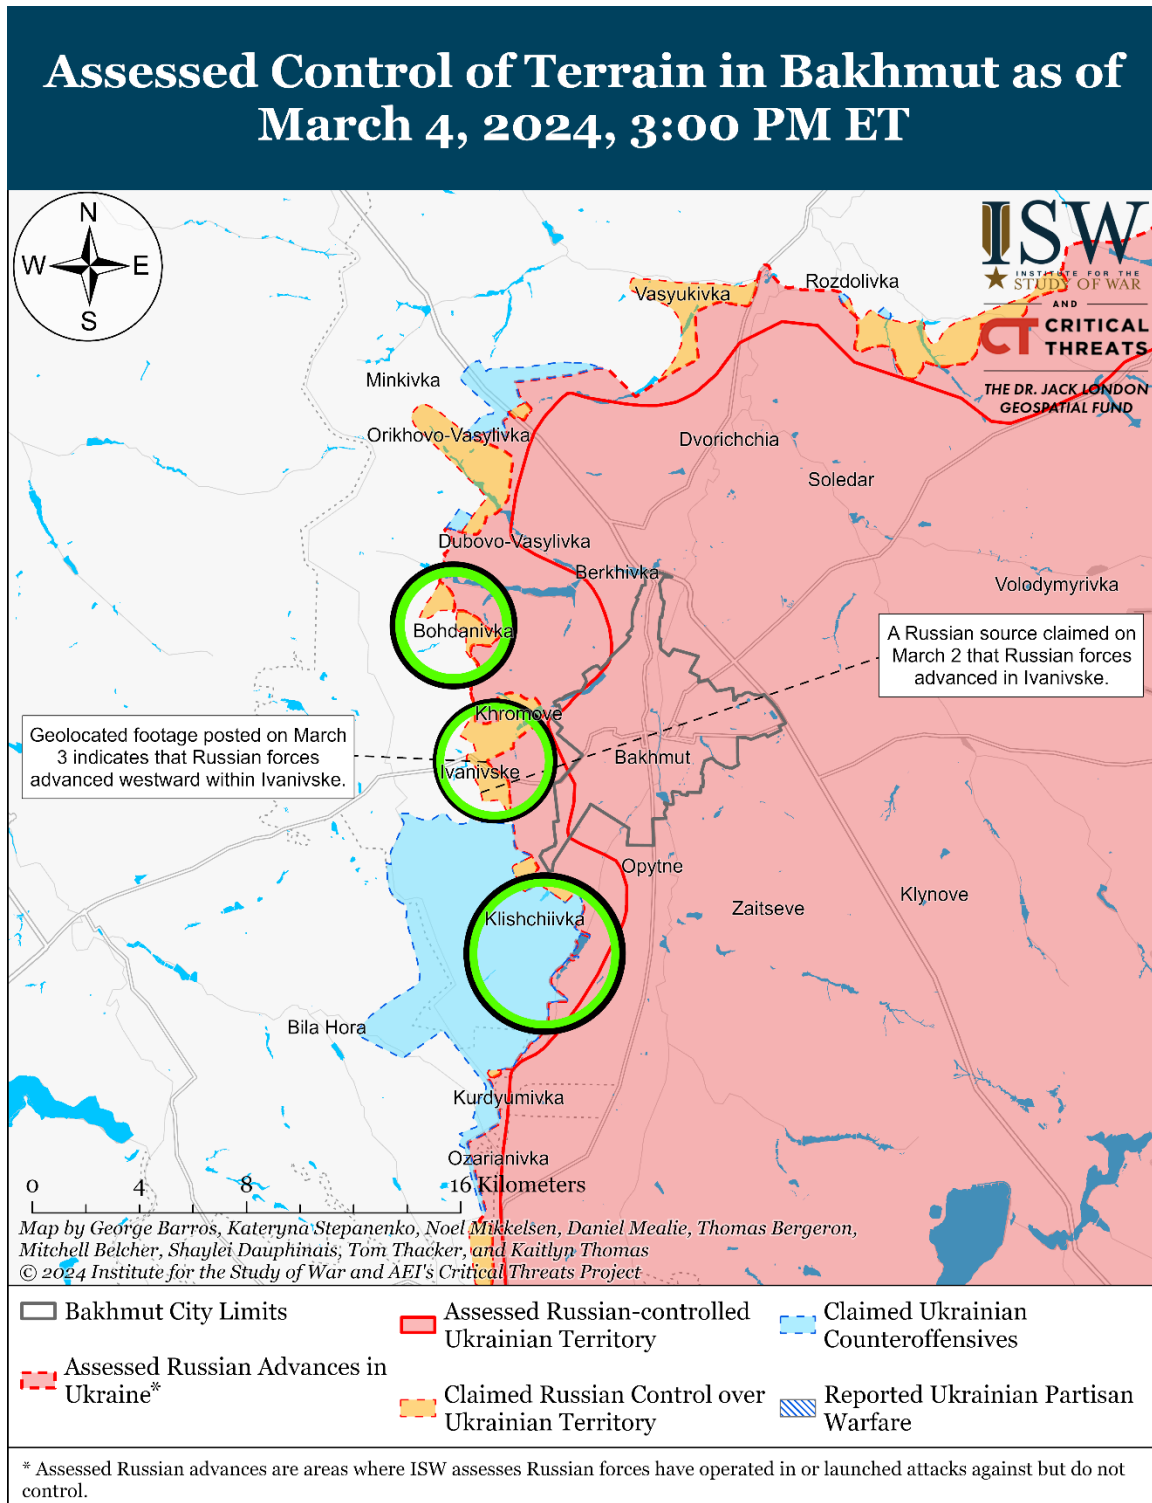 Assessed Control of Terrain in Bakhmut as of
March 4, 2024, 3:00 PM ET
N
W
E
S
ISW
INSTITUTE FOR THE
STUDY OF WAR
AND
CT CRITICAL
THREATS
THE DR. JACK LONDON
GEOSPATIAL FUND
Rozdolivka
Vasyukivka
Minkivka
Orikhovo-Vasylivka
Dvorichchia
Soledar
Dubovo-Vasylivka
Berkhivka
Volodymyrivka
Bohdanivka
A Russian source claimed on
March 2 that Russian forces
advanced in Ivanivske.
Khromove
Geolocated footage posted on March
3 indicates that Russian forces
advanced westward within Ivanivske.
Ivanivske
Bakhmut
Opytne
Klynove
Zaitseve
Klishchiivka
Bila Hora
Kurdyumivka
Ozarianivka
0 4 8 16 Kilometers
Map by George Barros, Kateryna Stepanenko, Noel Mikkelsen, Daniel Mealie, Thomas Bergeron,
Mitchell Belcher, Shaylei Dauphinais, Tom Thacker, and Kaitlyn Thomas
© 2024 Institute for the Study of War and AEI's Critical Threats Project
Bakhmut City Limits
Assessed Russian Advances in
Ukraine*
Assessed Russian-controlled
Ukrainian Territory
Claimed Russian Control over
Ukrainian Territory
Claimed Ukrainian
Counteroffensives
Reported Ukrainian Partisan
Warfare
* Assessed Russian advances are areas where ISW assesses Russian forces have operated in or launched attacks against but do not
control.